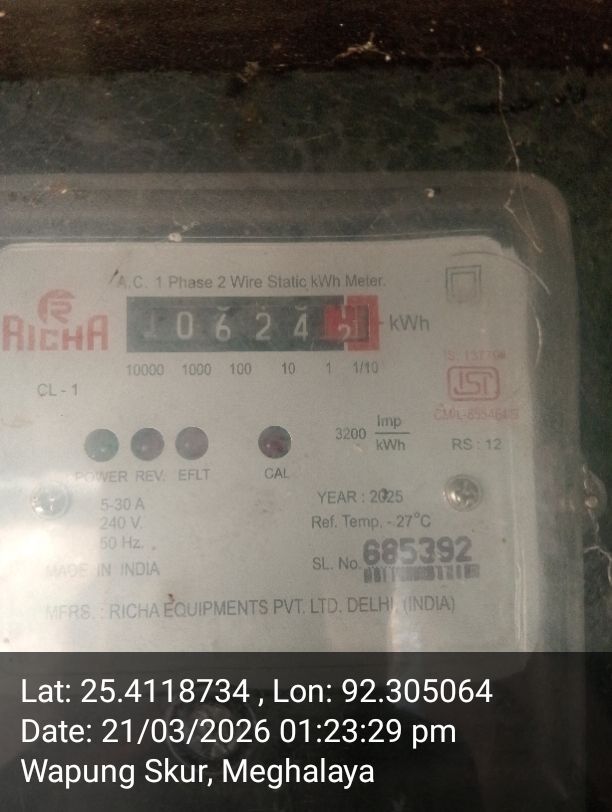 A.C. 1 Phase 2 Wire Static kWh Meter.
RICHA
1 0 6 2 4 2 kWh
10000 1000 100 10 1 1/10
CL - 1
3200 Imp/kWh
RS : 12
POWER REV. EFLT CAL
5-30 A
240 V.
50 Hz.
YEAR : 2025
Ref. Temp. - 27°C
SL. No. 685392
MADE IN INDIA
MFRS. : RICHA EQUIPMENTS PVT. LTD. DELHI, (INDIA)
Lat: 25.4118734 , Lon: 92.305064
Date: 21/03/2026 01:23:29 pm
Wapung Skur, Meghalaya